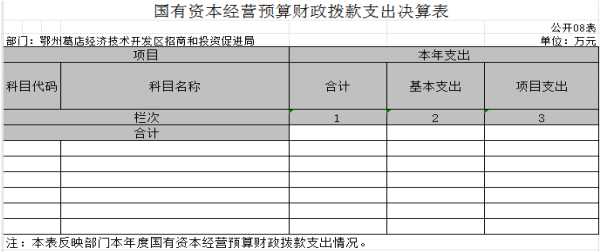 国有资本经营预算财政拨款支出决算表
公开08表
部门：鄂州葛店经济技术开发区招商和投资促进局 单位：万元
项目 本年支出
科目代码 科目名称 合计 基本支出 项目支出
栏次 1 2 3
合计
注：本表反映部门本年度国有资本经营预算财政拨款支出情况。